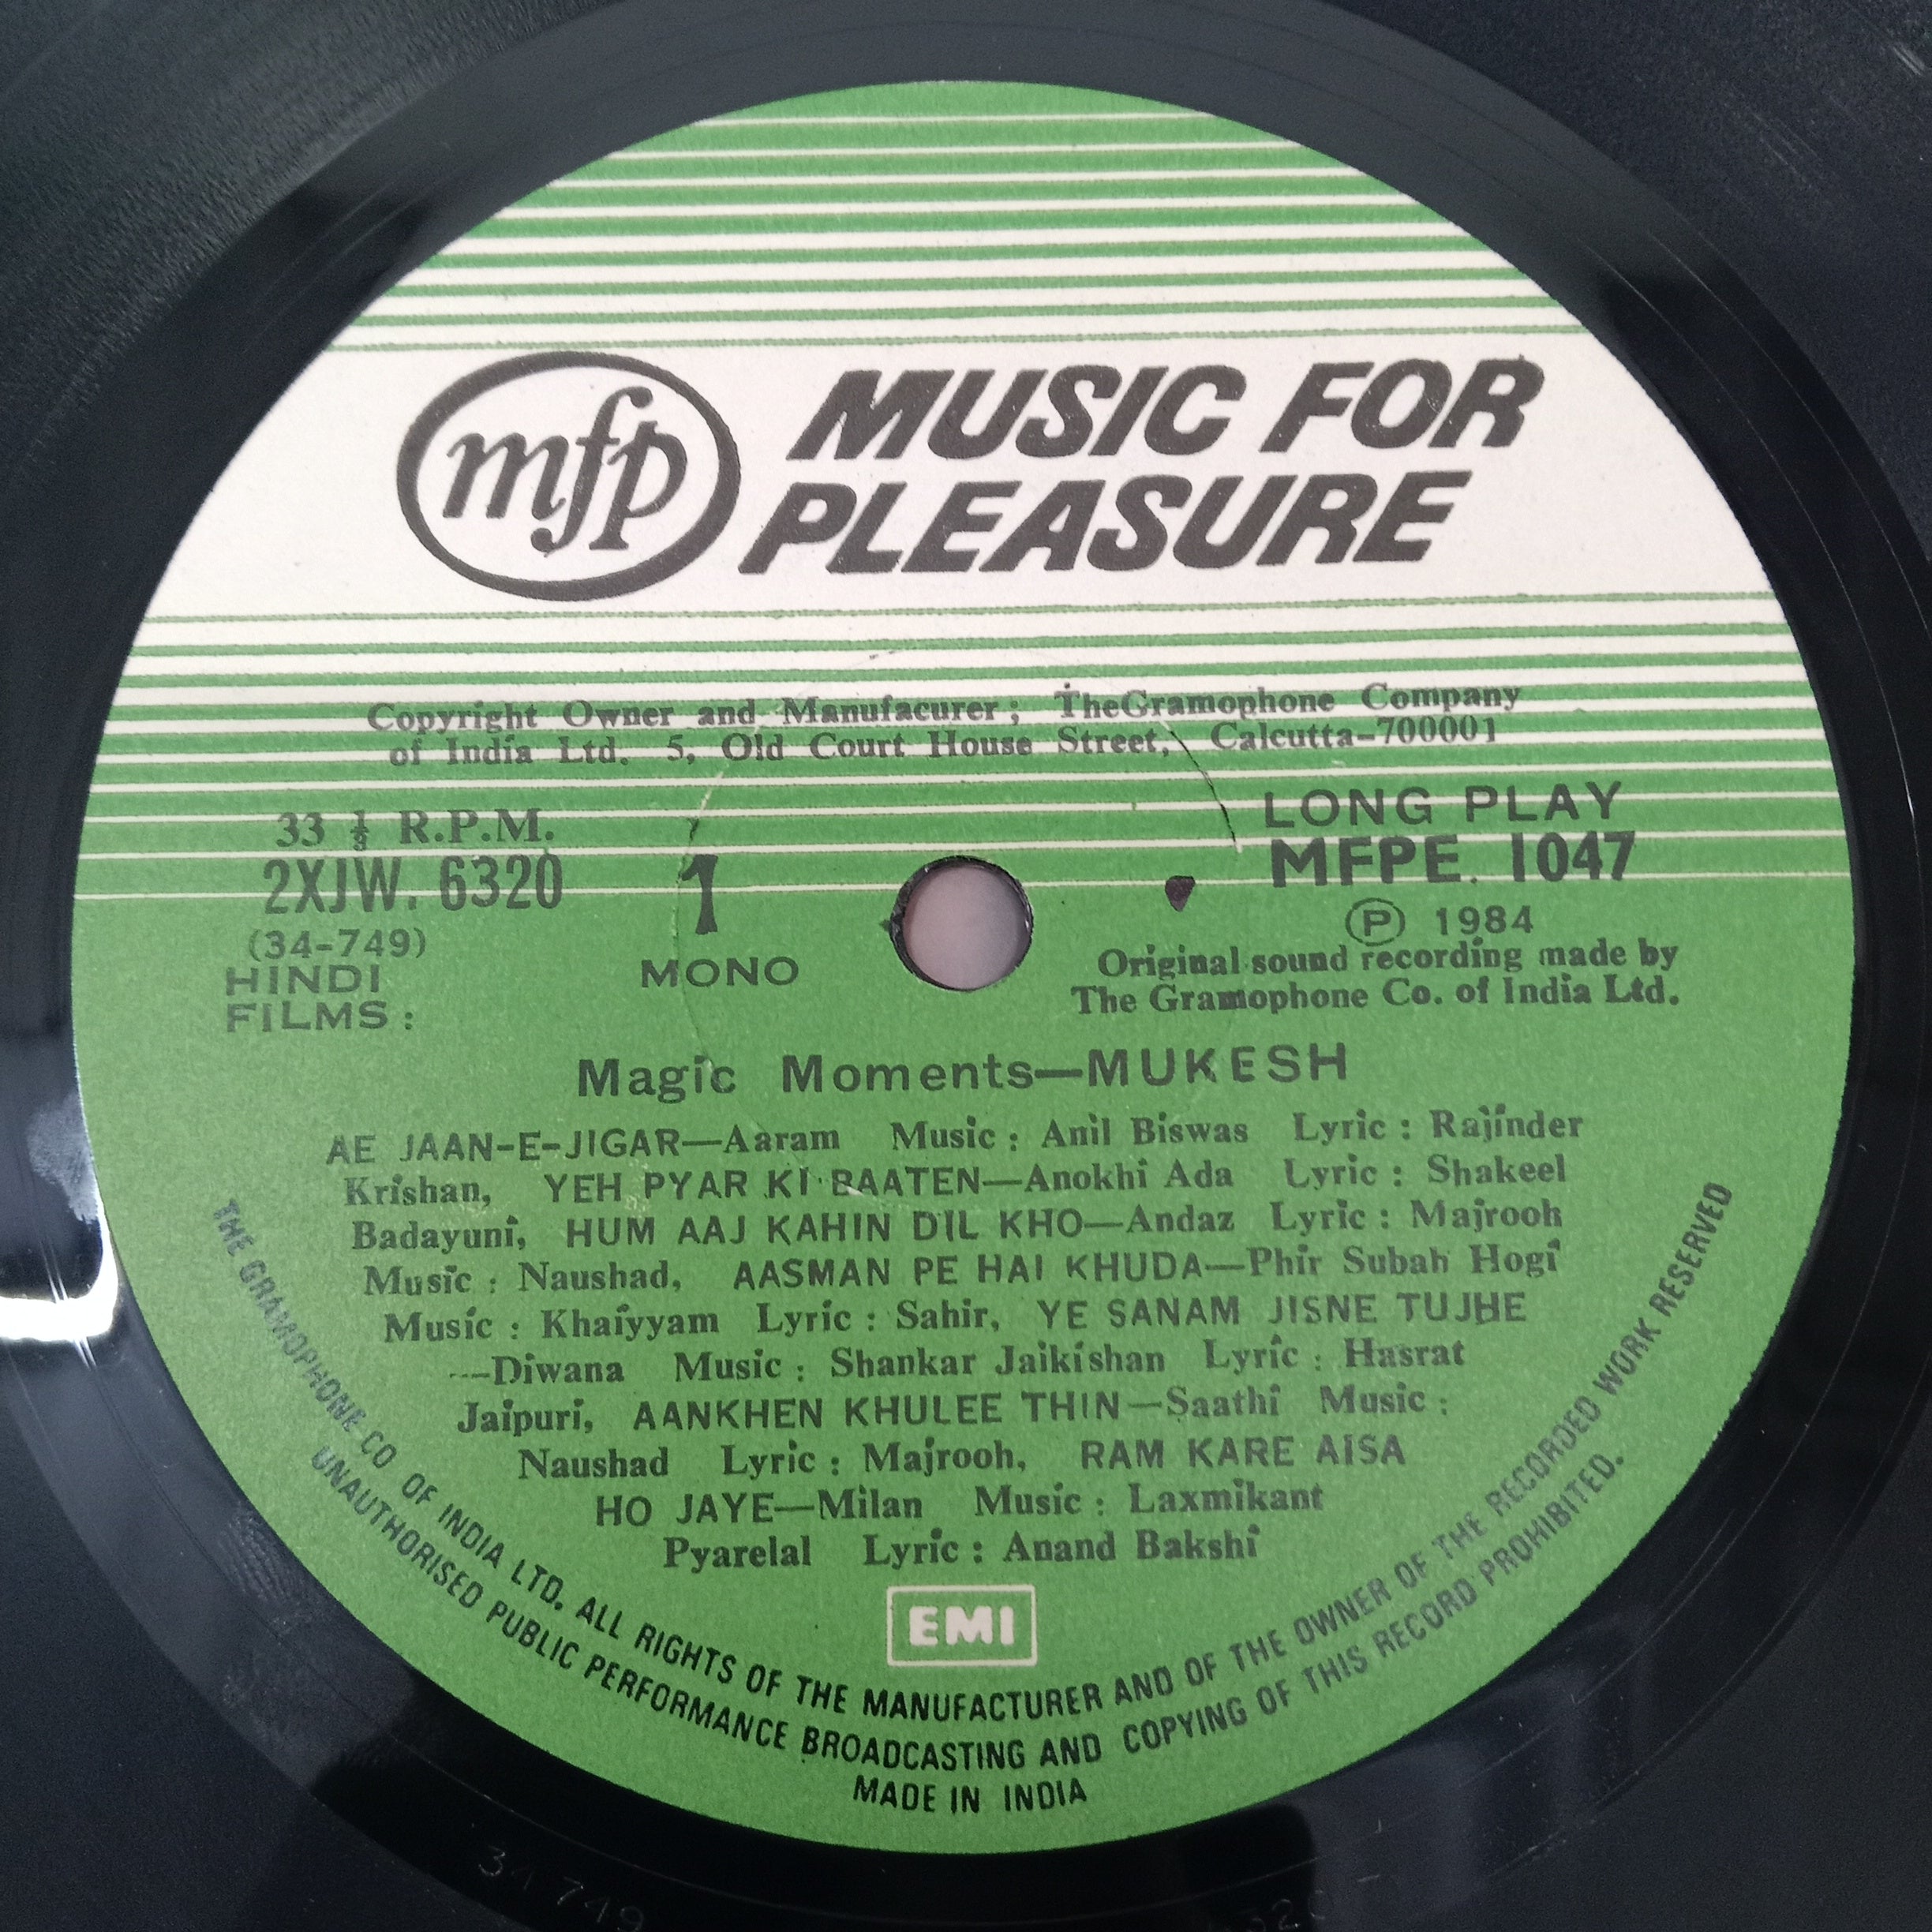 mfp
MUSIC FOR
PLEASURE
Copyright Owner and Manufacurer; TheGramophone Company
of India Ltd. 5, Old Court House Street, Calcutta-700001
33 ⅓ R.P.M.
2XJW. 6320
(34-749)
HINDI
FILMS:
1
MONO
LONG PLAY
MFPE. 1047
Ⓟ 1984
Original sound recording made by
The Gramophone Co. of India Ltd.
Magic Moments—MUKESH
AE JAAN-E-JIGAR—Aaram Music: Anil Biswas Lyric: Rajinder
Krishan, YEH PYAR KI BAATEN—Anokhi Ada Lyric: Shakeel
Badayuni, HUM AAJ KAHIN DIL KHO—Andaz Lyric: Majrooh
Music: Naushad, AASMAN PE HAI KHUDA—Phir Subah Hogi
Music: Khaiyyam Lyric: Sahir, YE SANAM JISNE TUJHE
—Diwana Music: Shankar Jaikishan Lyric: Hasrat
Jaipuri, AANKHEN KHULEE THIN—Saathi Music:
Naushad Lyric: Majrooh, RAM KARE AISA
HO JAYE—Milan Music: Laxmikant
Pyarelal Lyric: Anand Bakshi
EMI
THE GRAMOPHONE CO. OF INDIA LTD. ALL RIGHTS OF THE MANUFACTURER AND OF THE OWNER OF THE RECORDED WORK RESERVED
UNAUTHORISED PUBLIC PERFORMANCE BROADCASTING AND COPYING OF THIS RECORD PROHIBITED.
MADE IN INDIA
34 749